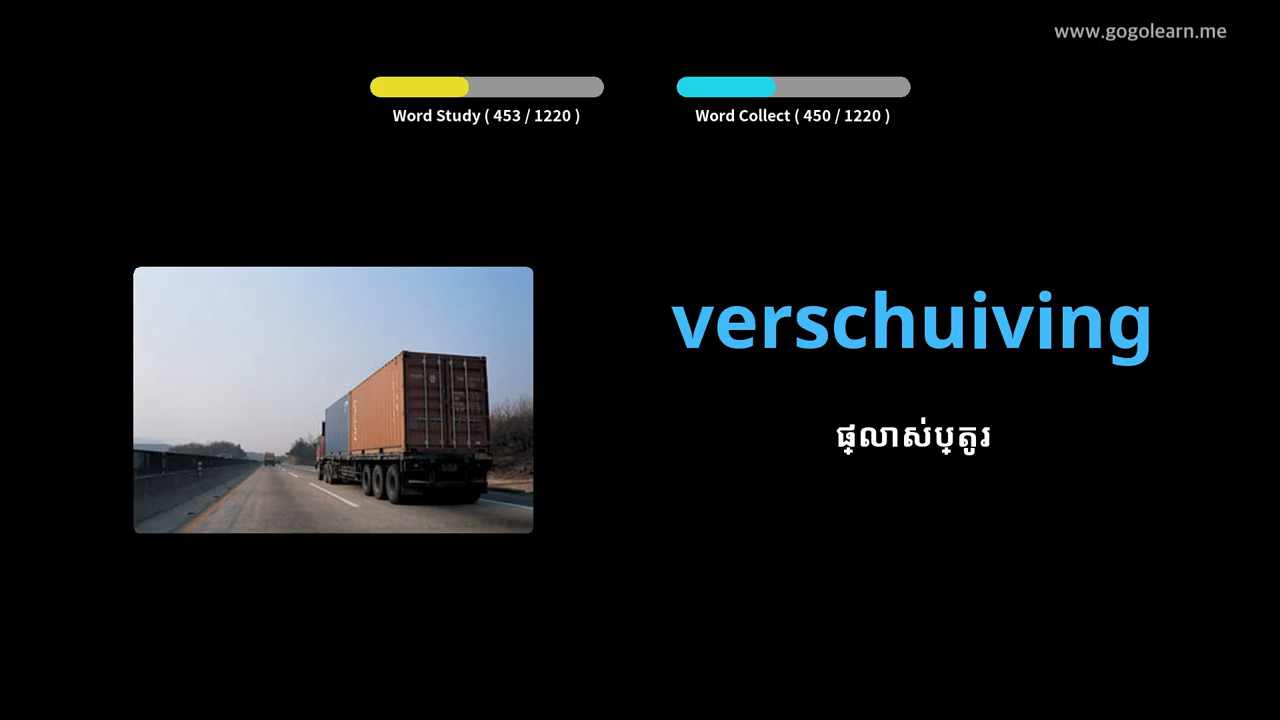 www.gogolearn.me
Word Study ( 453 / 1220 )
Word Collect ( 450 / 1220 )
verschuiving
ផ្លាស់ប្តូរ